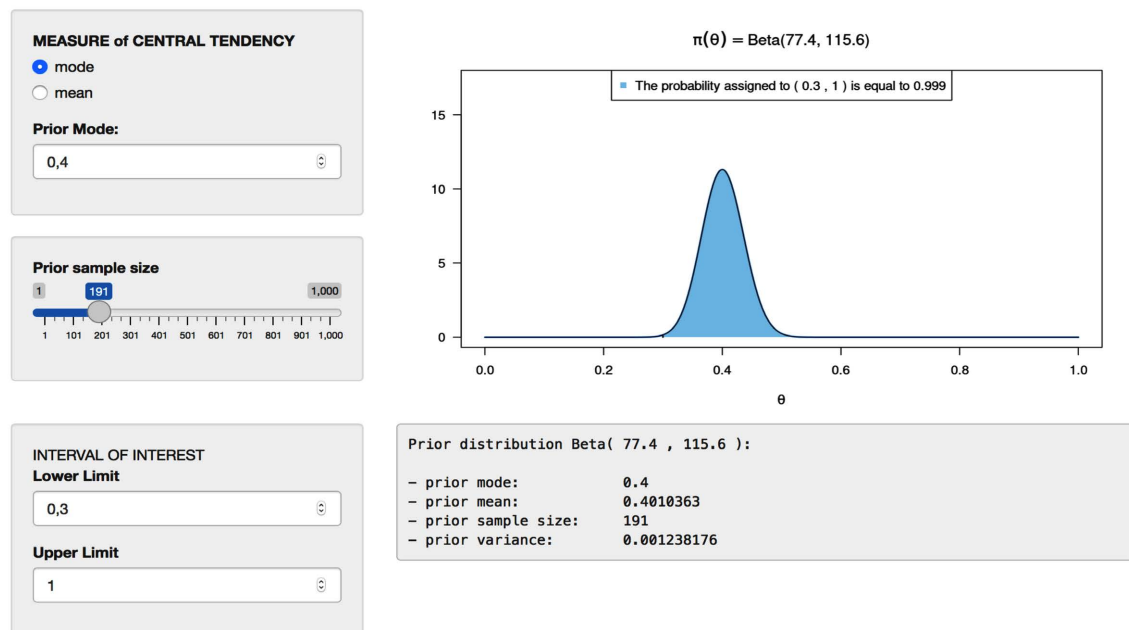 MEASURE of CENTRAL TENDENCY
mode
mean
Prior Mode:
0,4
Prior sample size
1 191 1,000
1 101 201 301 401 501 601 701 801 901 1,000
INTERVAL OF INTEREST
Lower Limit
0,3
Upper Limit
1
π(θ) = Beta(77.4, 115.6)
The probability assigned to ( 0.3 , 1 ) is equal to 0.999
15
10
5
0
0.0 0.2 0.4 0.6 0.8 1.0
θ
Prior distribution Beta( 77.4 , 115.6 ):
– prior mode: 0.4
– prior mean: 0.4010363
– prior sample size: 191
– prior variance: 0.001238176